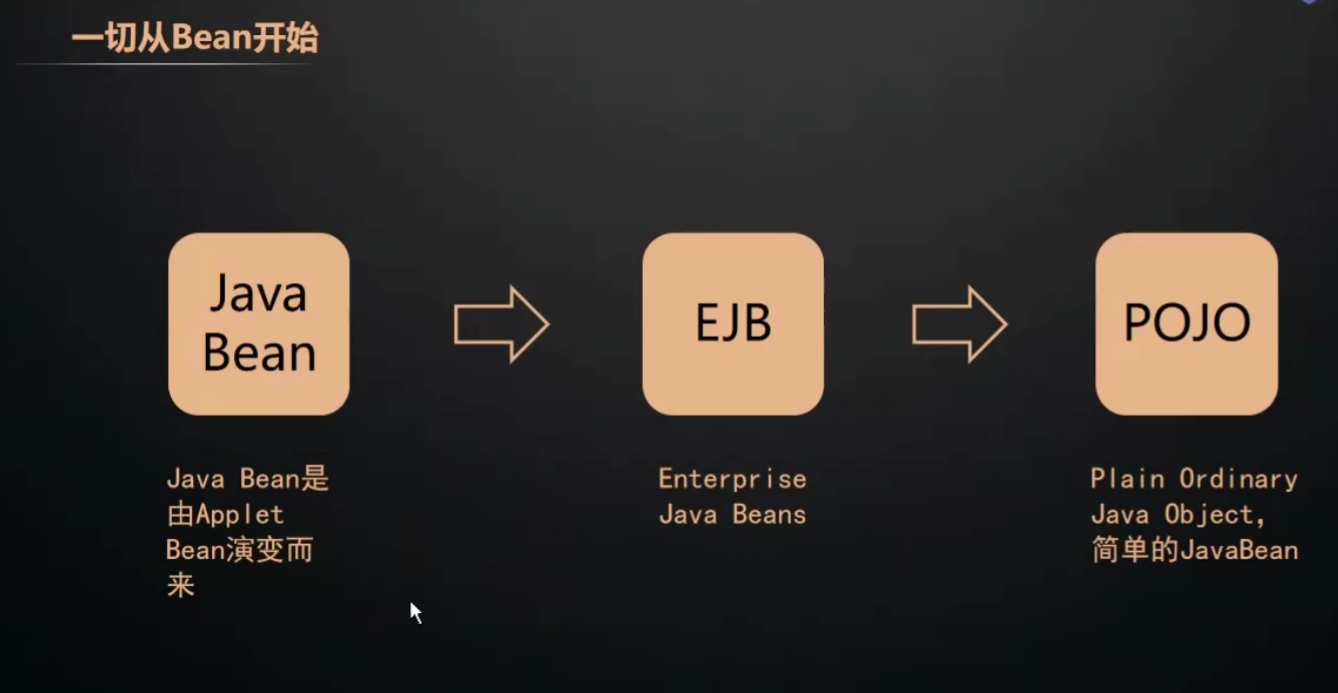 一切从Bean开始
Java
Bean
EJB
POJO
Java Bean是
由Applet
Bean演变而
来
Enterprise
Java Beans
Plain Ordinary
Java Object，
简单的JavaBean